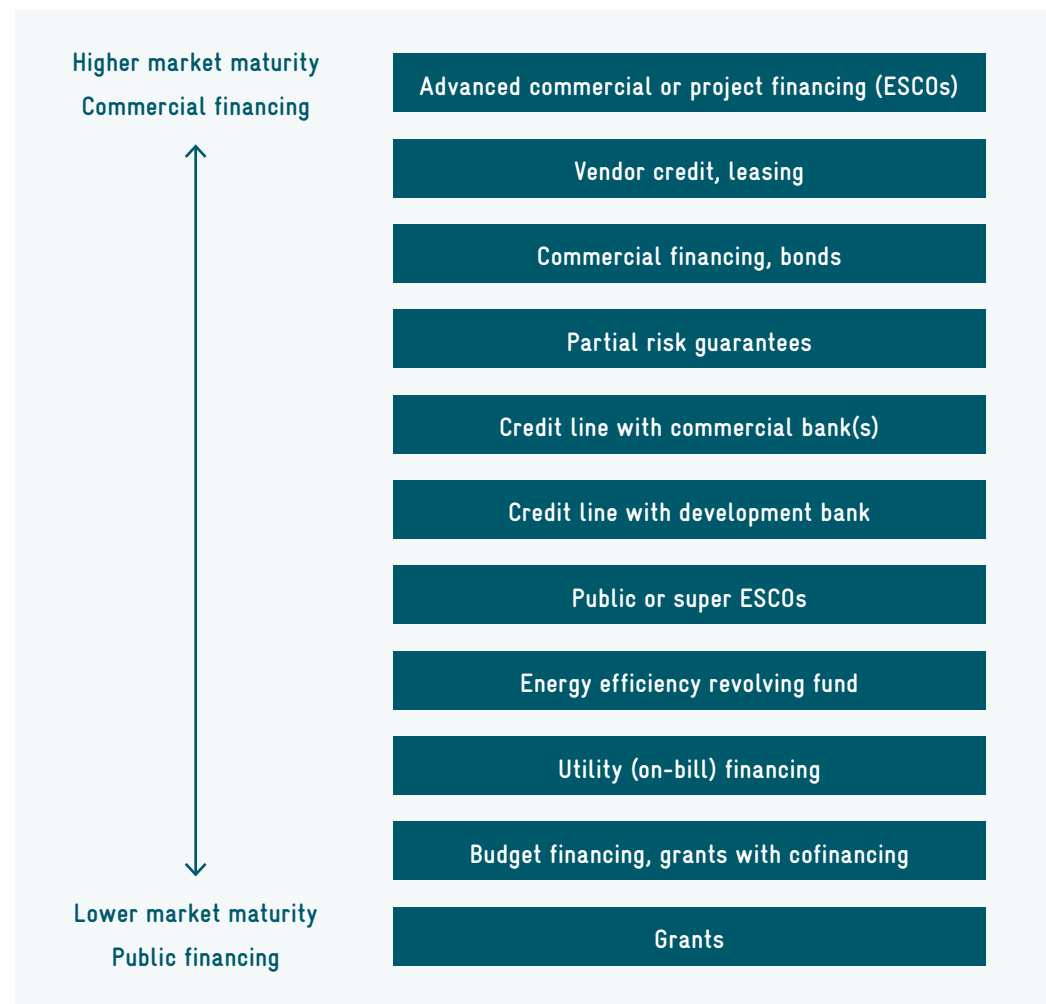 Higher market maturity
Commercial financing
Advanced commercial or project financing (ESCOs)
Vendor credit, leasing
Commercial financing, bonds
Partial risk guarantees
Credit line with commercial bank(s)
Credit line with development bank
Public or super ESCOs
Energy efficiency revolving fund
Utility (on-bill) financing
Budget financing, grants with cofinancing
Lower market maturity
Public financing
Grants